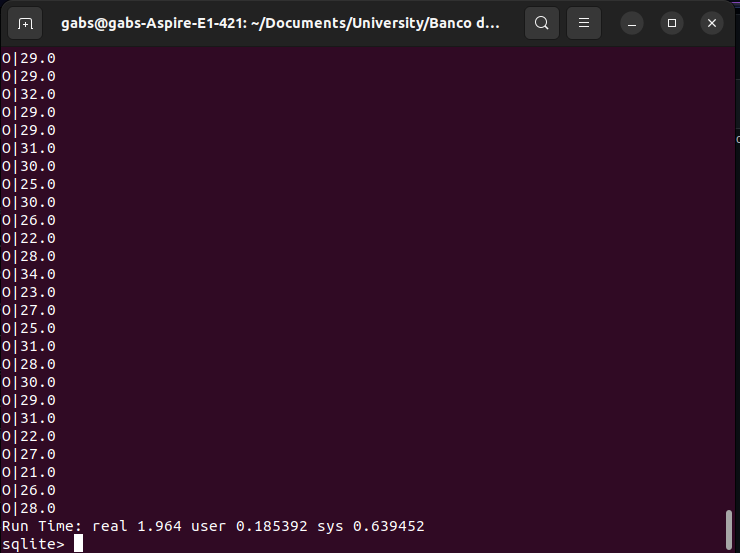 gabs@gabs-Aspire-E1-421: ~/Documents/University/Banco d...
O|29.0
O|29.0
O|32.0
O|29.0
O|29.0
O|31.0
O|30.0
O|25.0
O|30.0
O|26.0
O|22.0
O|28.0
O|34.0
O|23.0
O|27.0
O|25.0
O|31.0
O|28.0
O|30.0
O|29.0
O|31.0
O|22.0
O|27.0
O|21.0
O|26.0
O|28.0
Run Time: real 1.964 user 0.185392 sys 0.639452
sqlite>